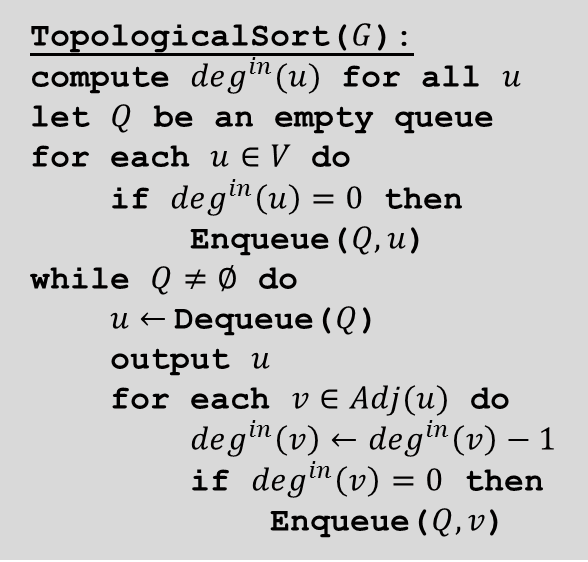 TopologicalSort(G):
compute deg^{in}(u) for all u
let Q be an empty queue
for each u ∈ V do
if deg^{in}(u) = 0 then
Enqueue(Q,u)
while Q ≠ ∅ do
u ← Dequeue(Q)
output u
for each v ∈ Adj(u) do
deg^{in}(v) ← deg^{in}(v) − 1
if deg^{in}(v) = 0 then
Enqueue(Q,v)